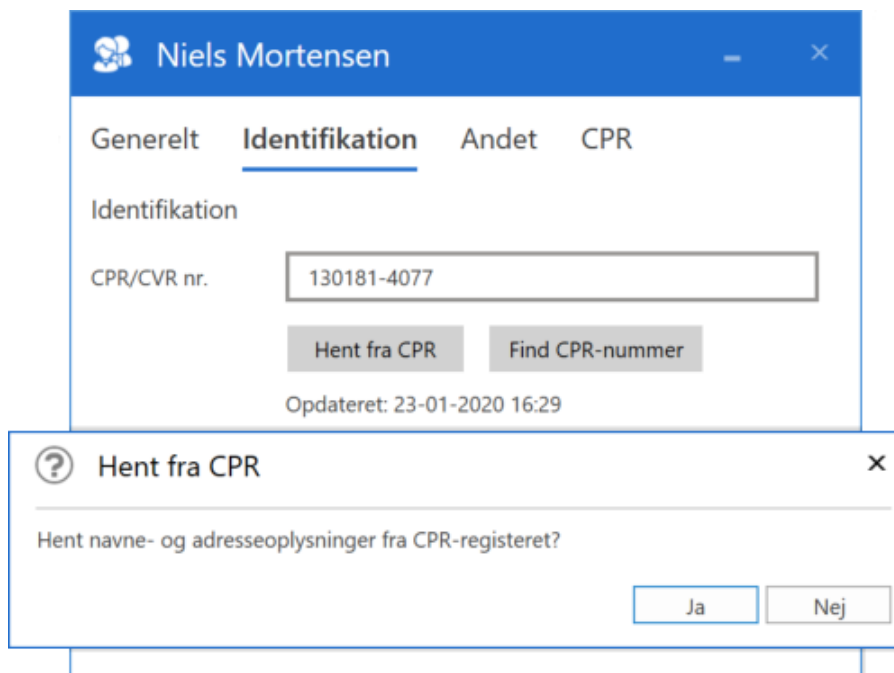 Niels Mortensen
Generelt Identifikation Andet CPR
Identifikation
CPR/CVR nr. 130181-4077
Hent fra CPR Find CPR-nummer
Opdateret: 23-01-2020 16:29
Hent fra CPR
Hent navne- og adresseoplysninger fra CPR-registeret?
Ja Nej